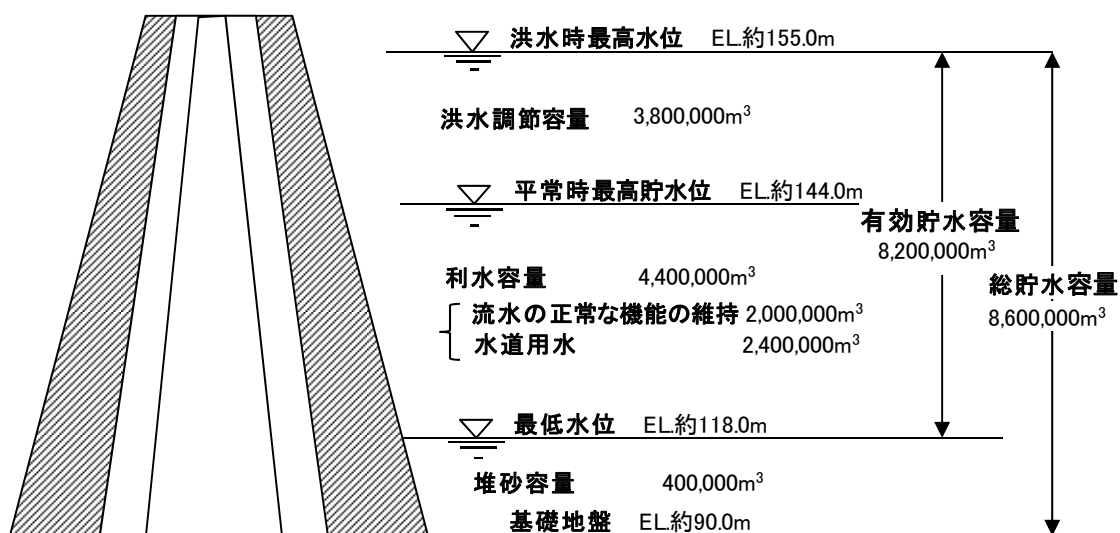 洪水時最高水位 EL.約155.0m
洪水調節容量 3,800,000m³
平常時最高貯水位 EL.約144.0m
有効貯水容量
8,200,000m³
利水容量 4,400,000m³
総貯水容量
8,600,000m³
流水の正常な機能の維持 2,000,000m³
水道用水 2,400,000m³
最低水位 EL.約118.0m
堆砂容量 400,000m³
基礎地盤 EL.約90.0m